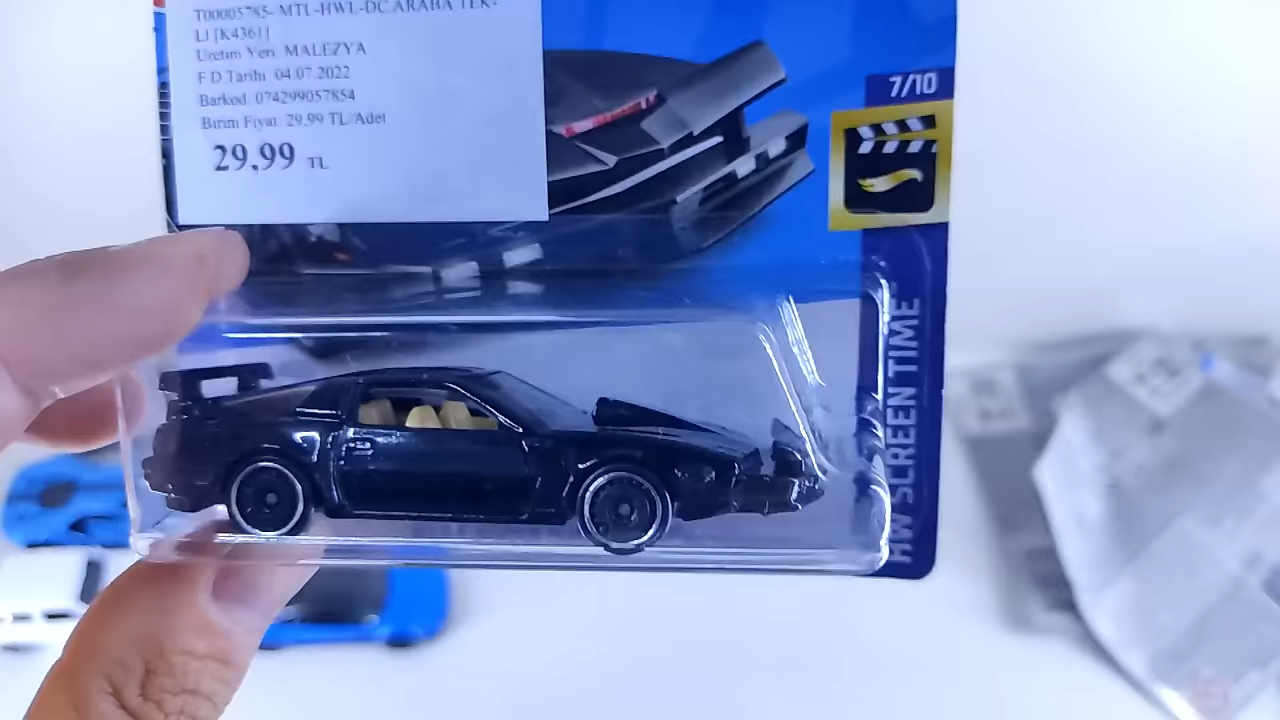 T00005785- MTL-HWL-DC ARABA TEK-
LI [K4361]
Üretim Yeri: MALEZYA
F.D.Tarihi: 04.07.2022
Barkod: 074299057854
Birim Fiyat: 29,99 TL/Adet
29,99 TL
7/10
HW SCREEN TIME